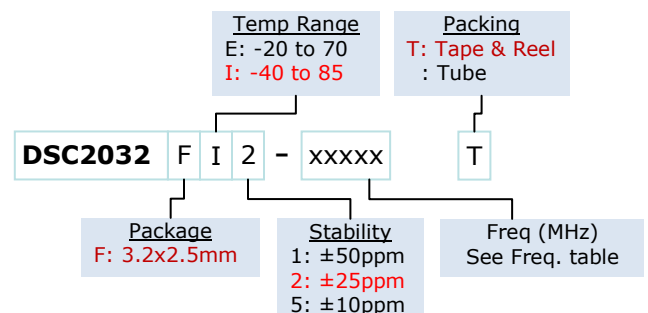 Temp Range
E: -20 to 70
I: -40 to 85
Packing
T: Tape & Reel
: Tube
DSC2032 F I 2 – xxxxx T
Package
F: 3.2x2.5mm
Stability
1: ±50ppm
2: ±25ppm
5: ±10ppm
Freq (MHz)
See Freq. table